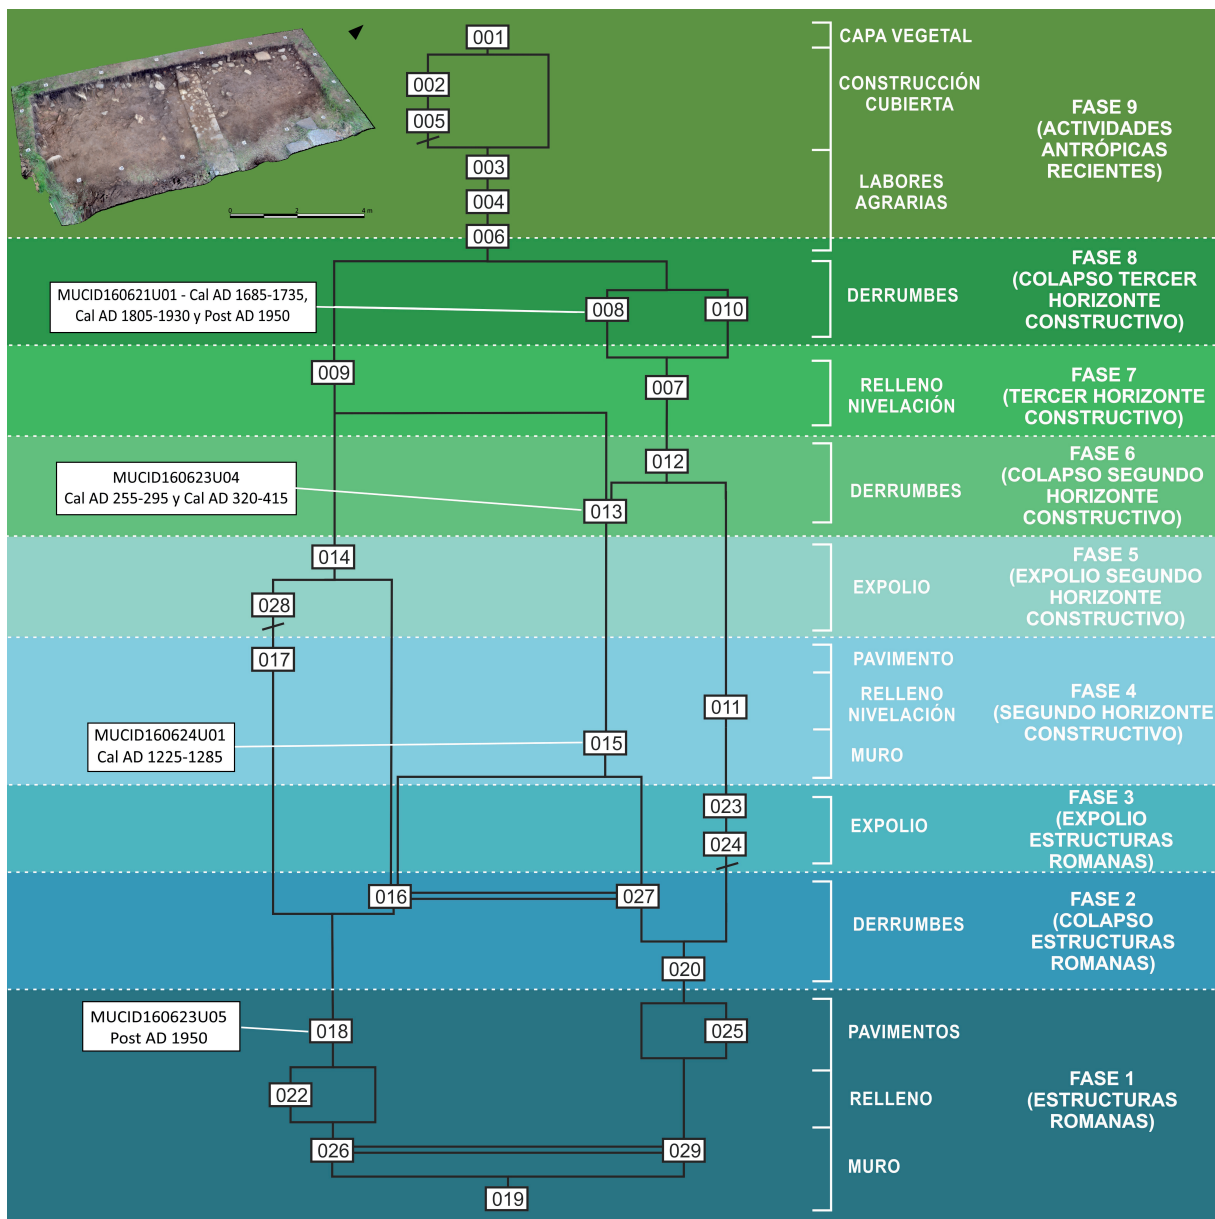 001
CAPA VEGETAL
002
005
CONSTRUCCIÓN
CUBIERTA
FASE 9
(ACTIVIDADES
ANTRÓPICAS
RECIENTES)
003
004
006
LABORES
AGRARIAS
0 2 4 m
MUCID160621U01 - Cal AD 1685-1735,
Cal AD 1805-1930 y Post AD 1950
008
010
DERRUMBES
FASE 8
(COLAPSO TERCER
HORIZONTE
CONSTRUCTIVO)
009
007
RELLENO
NIVELACIÓN
FASE 7
(TERCER HORIZONTE
CONSTRUCTIVO)
012
MUCID160623U04
Cal AD 255-295 y Cal AD 320-415
013
DERRUMBES
FASE 6
(COLAPSO SEGUNDO
HORIZONTE
CONSTRUCTIVO)
014
028
EXPOLIO
FASE 5
(EXPOLIO SEGUNDO
HORIZONTE
CONSTRUCTIVO)
017
PAVIMENTO
011
RELLENO
NIVELACIÓN
FASE 4
(SEGUNDO HORIZONTE
CONSTRUCTIVO)
MUCID160624U01
Cal AD 1225-1285
015
MURO
023
024
EXPOLIO
FASE 3
(EXPOLIO
ESTRUCTURAS
ROMANAS)
016
027
020
DERRUMBES
FASE 2
(COLAPSO
ESTRUCTURAS
ROMANAS)
MUCID160623U05
Post AD 1950
018
025
PAVIMENTOS
022
RELLENO
FASE 1
(ESTRUCTURAS
ROMANAS)
026
029
MURO
019